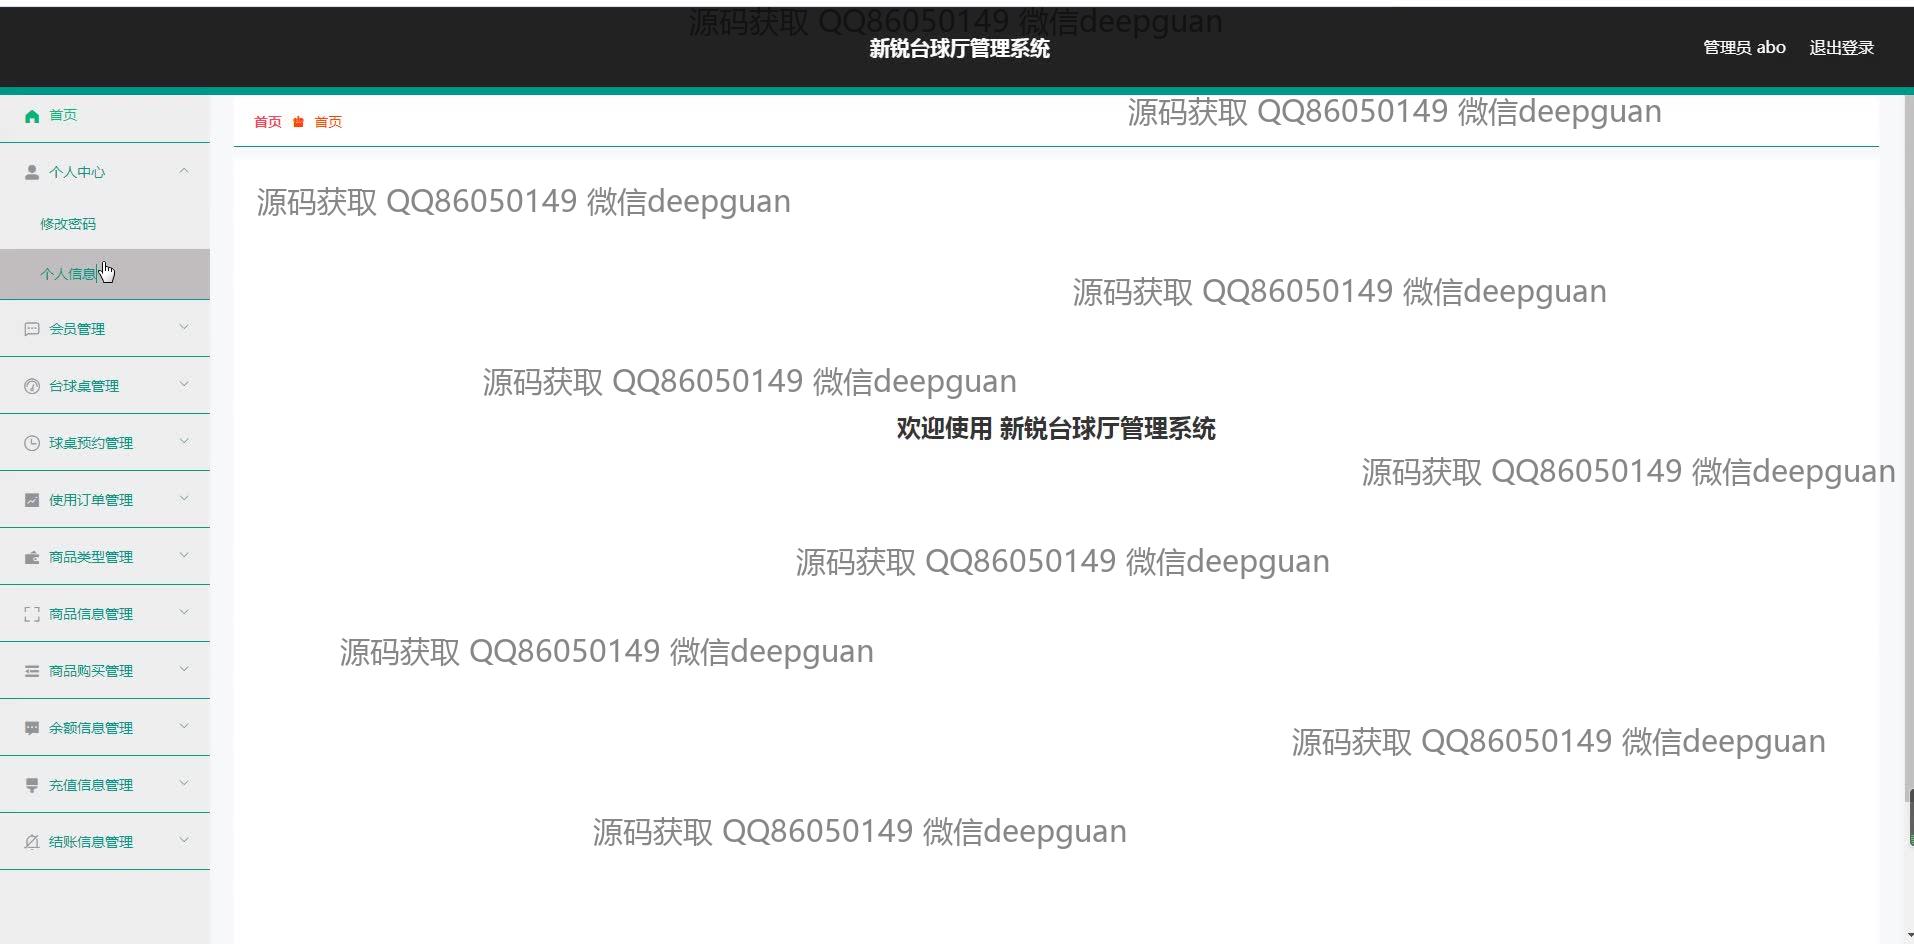 源码获取 QQ86050149 微信deepguan
新锐台球厅管理系统
管理员 abo 退出登录
首页
首页 首页
源码获取 QQ86050149 微信deepguan
个人中心
源码获取 QQ86050149 微信deepguan
修改密码
个人信息
源码获取 QQ86050149 微信deepguan
会员管理
台球桌管理
源码获取 QQ86050149 微信deepguan
欢迎使用 新锐台球厅管理系统
球桌预约管理
源码获取 QQ86050149 微信deepguan
使用订单管理
商品类型管理
源码获取 QQ86050149 微信deepguan
商品信息管理
源码获取 QQ86050149 微信deepguan
商品购买管理
余额信息管理
源码获取 QQ86050149 微信deepguan
充值信息管理
源码获取 QQ86050149 微信deepguan
结账信息管理